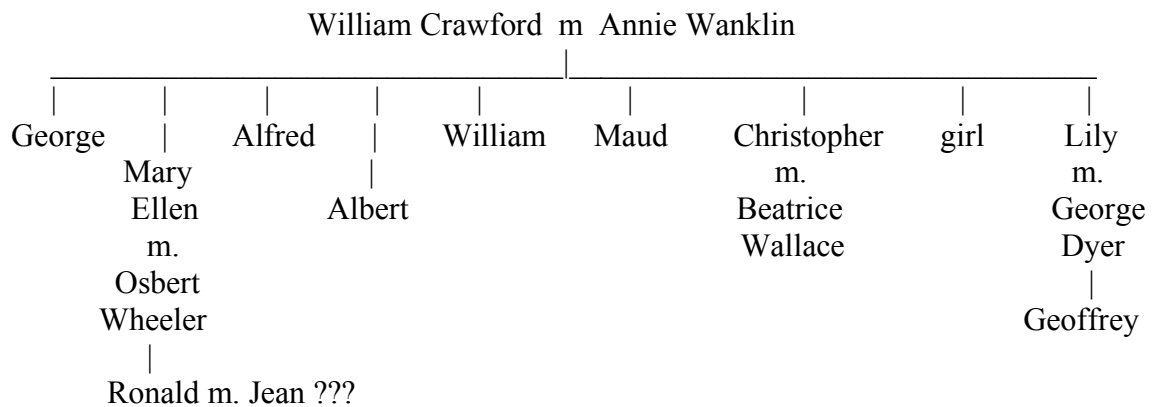 William Crawford m Annie Wanklin
George Alfred William Maud Christopher girl Lily
Mary m. m.
Ellen Albert Beatrice George
m. Wallace Dyer
Osbert
Wheeler Geoffrey
Ronald m. Jean ???